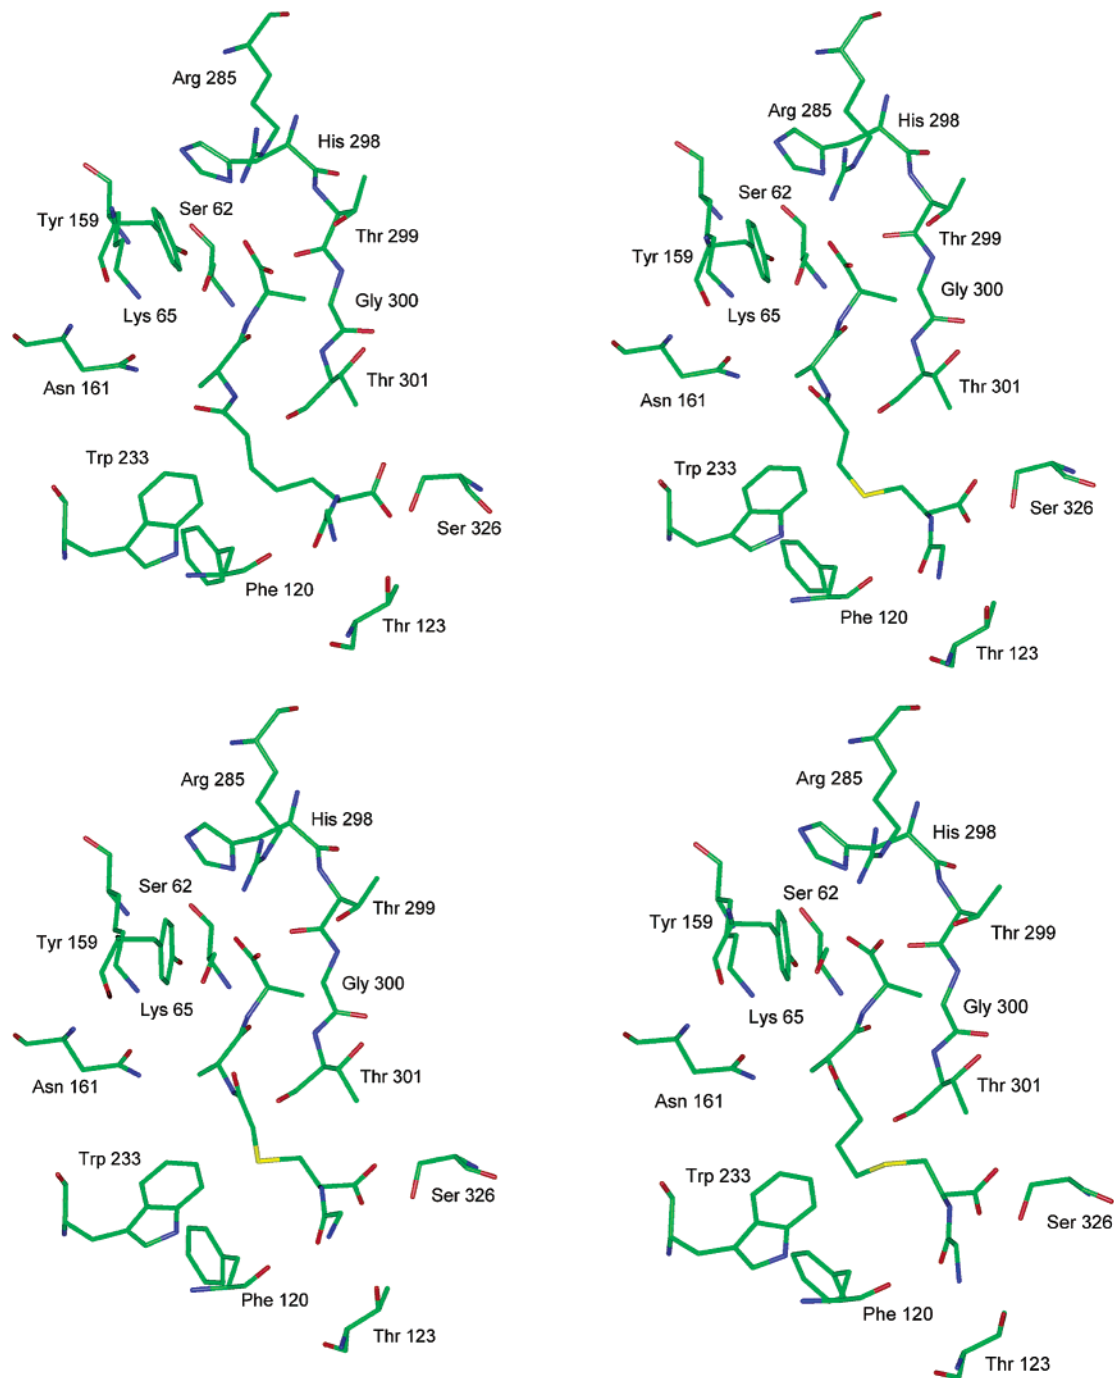 Arg 285
His 298
Ser 62
Tyr 159
Thr 299
Lys 65
Gly 300
Asn 161
Thr 301
Trp 233
Ser 326
Phe 120
Thr 123
Arg 285
His 298
Ser 62
Tyr 159
Thr 299
Lys 65
Gly 300
Asn 161
Thr 301
Trp 233
Ser 326
Phe 120
Thr 123
Arg 285
His 298
Ser 62
Tyr 159
Thr 299
Lys 65
Gly 300
Asn 161
Thr 301
Trp 233
Ser 326
Phe 120
Thr 123
Arg 285
His 298
Ser 62
Tyr 159
Thr 299
Lys 65
Gly 300
Asn 161
Thr 301
Trp 233
Ser 326
Phe 120
Thr 123